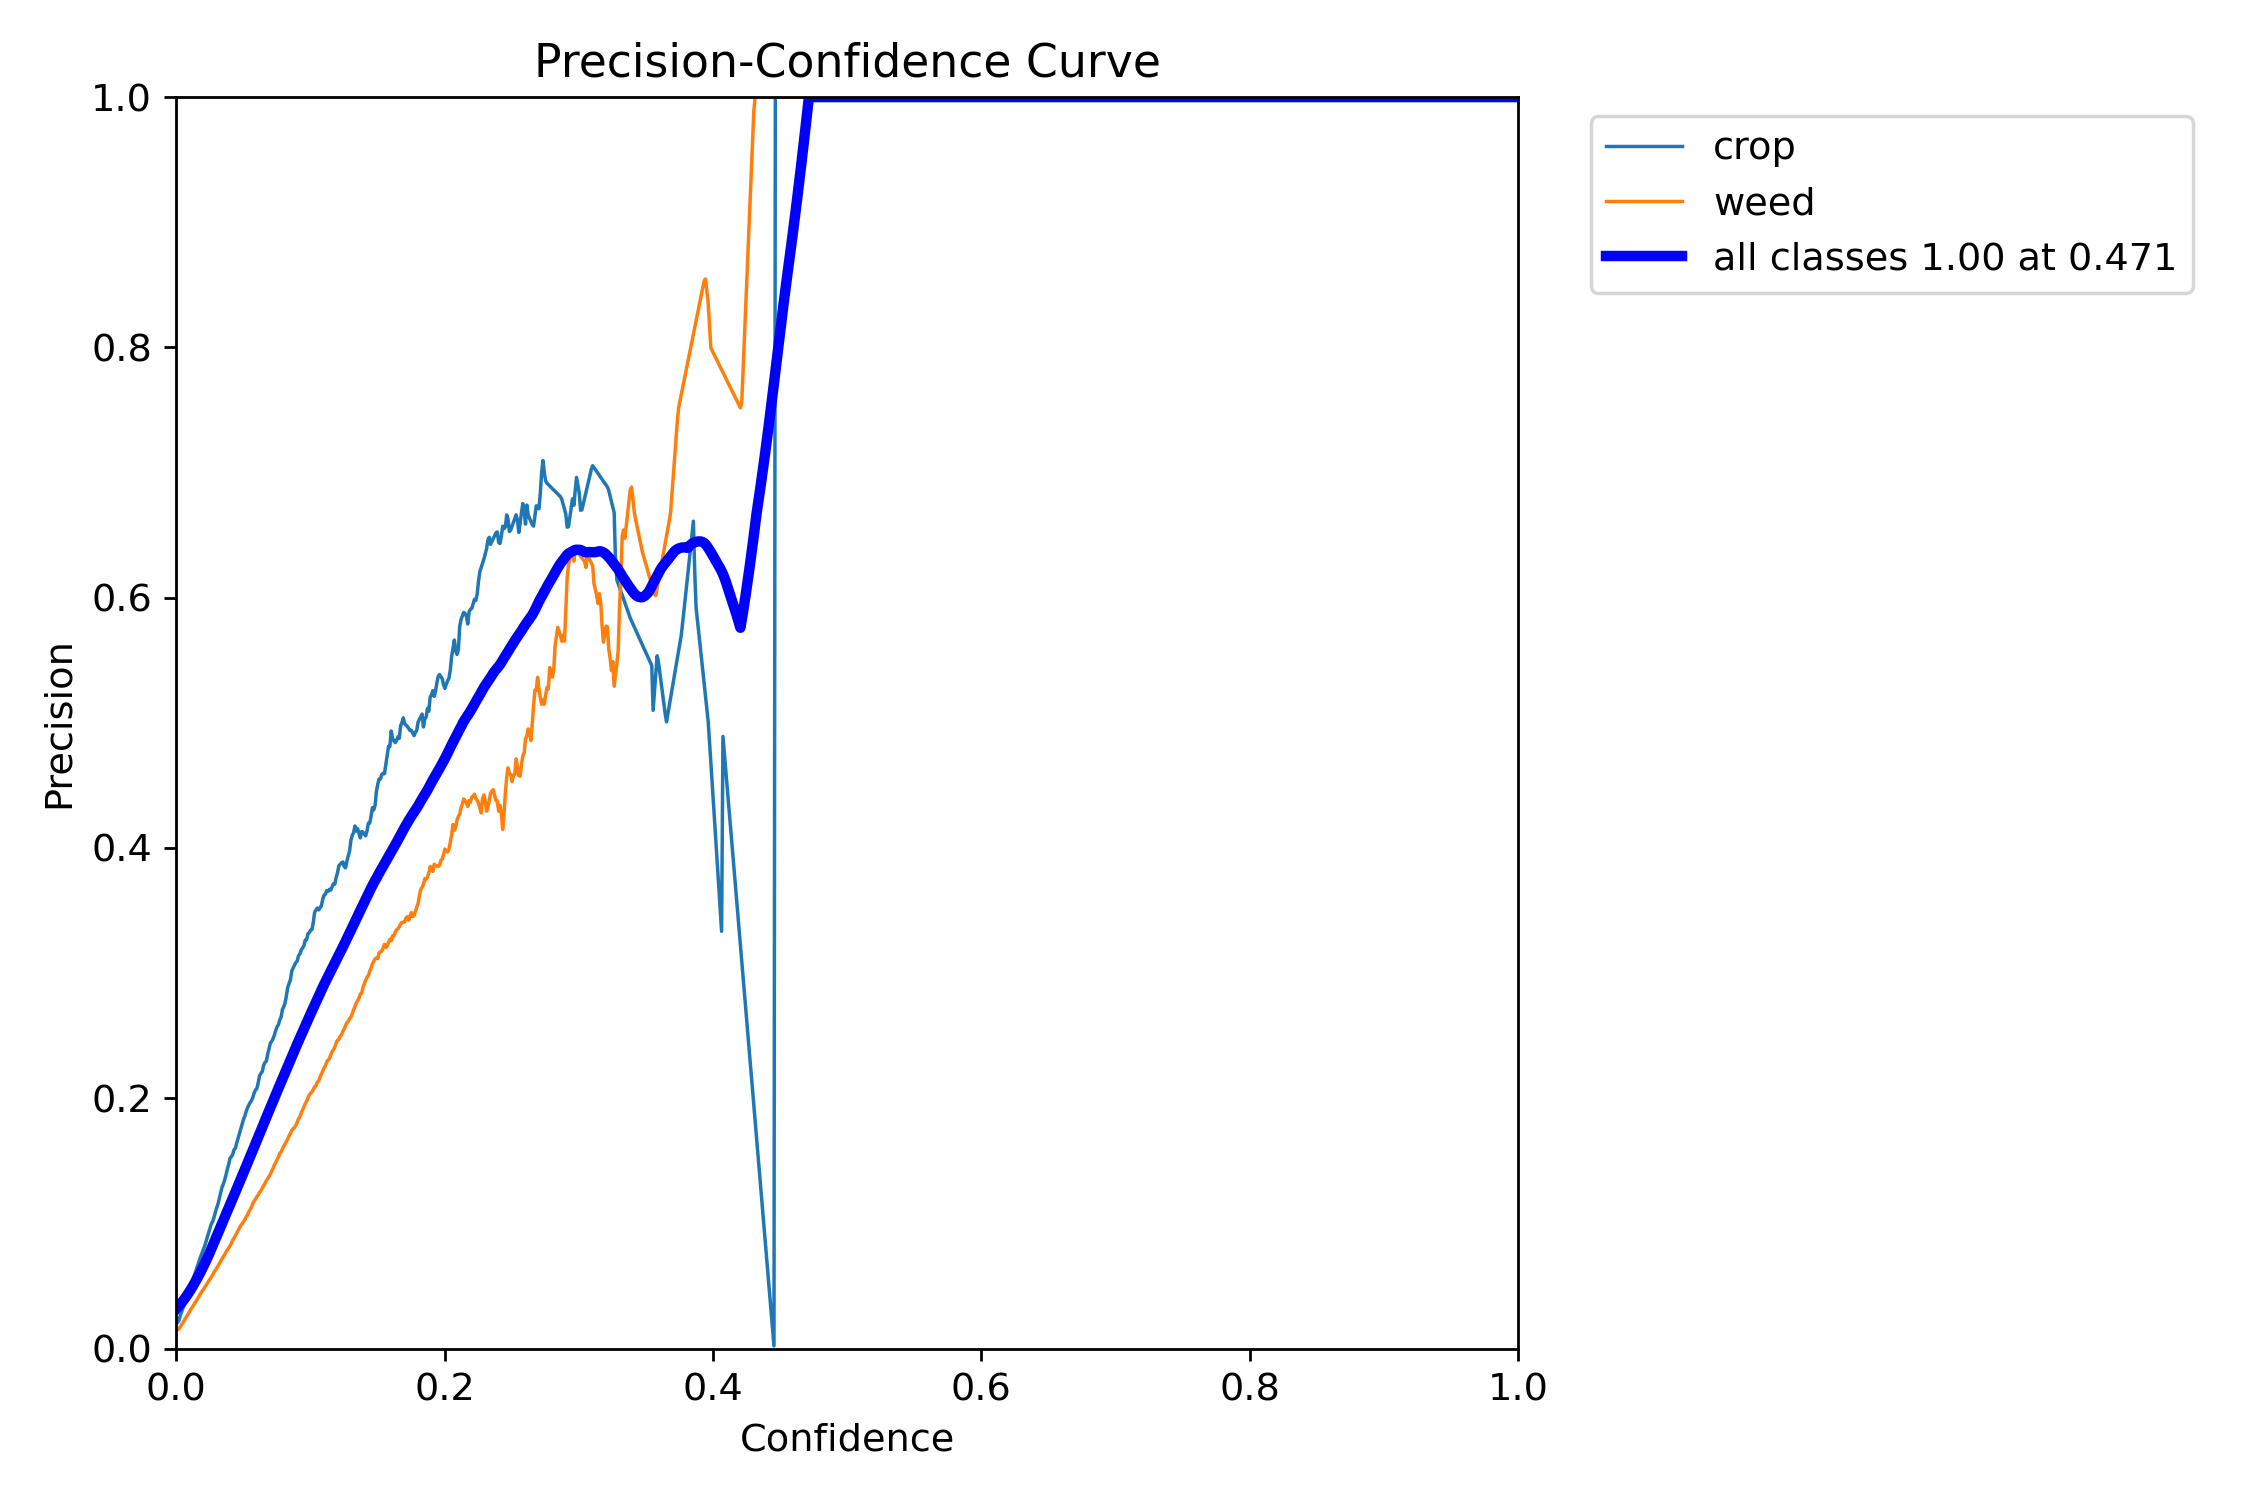 Precision-Confidence Curve
1.0
0.8
0.6
0.4
0.2
0.0
Precision
0.0 0.2 0.4 0.6 0.8 1.0
Confidence
crop
weed
all classes 1.00 at 0.471